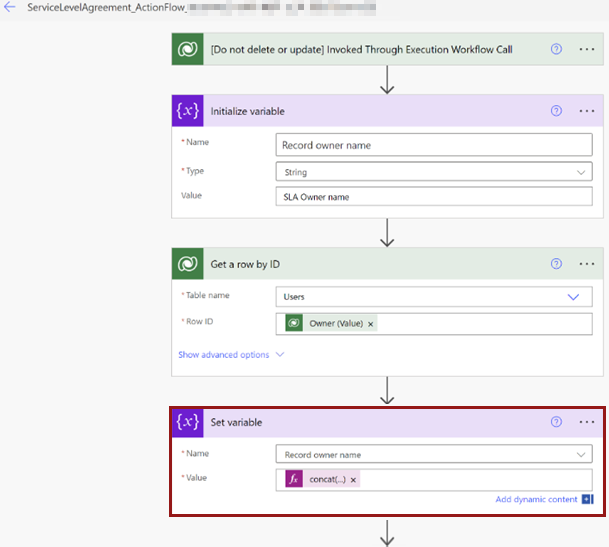 ServiceLevelAgreement_ActionFlow_
[Do not delete or update] Invoked Through Execution Workflow Call
{x} Initialize variable
* Name Record owner name
* Type String
Value SLA Owner name
Get a row by ID
* Table name Users
* Row ID Owner (Value) ×
Show advanced options
{x} Set variable
* Name Record owner name
* Value fx concat(...) ×
Add dynamic content